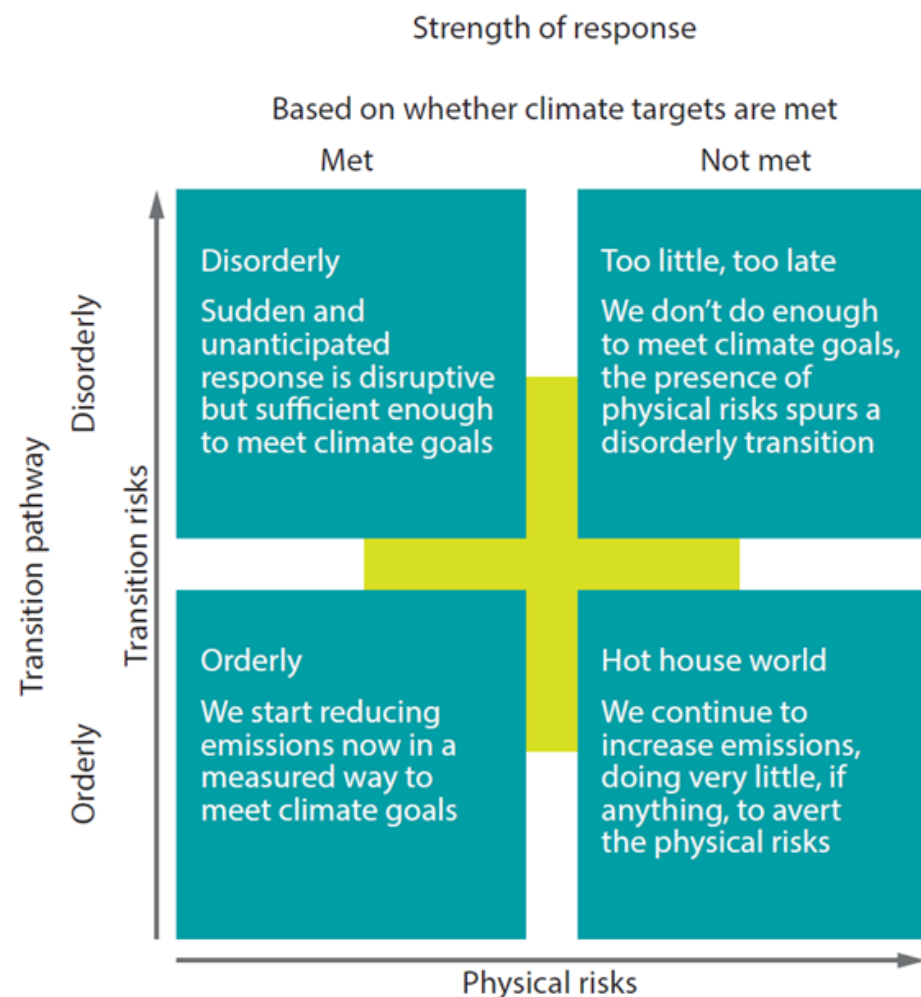 Strength of response
Based on whether climate targets are met
Met
Not met
Transition pathway
Disorderly
Orderly
Transition risks
Disorderly
Sudden and
unanticipated
response is disruptive
but sufficient enough
to meet climate goals
Too little, too late
We don’t do enough
to meet climate goals,
the presence of
physical risks spurs a
disorderly transition
Orderly
We start reducing
emissions now in a
measured way to
meet climate goals
Hot house world
We continue to
increase emissions,
doing very little, if
anything, to avert
the physical risks
Physical risks